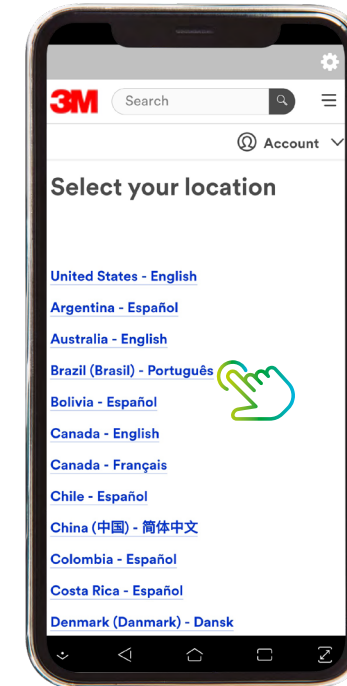 3M
Search
Account
Select your location
United States - English
Argentina - Español
Australia - English
Brazil (Brasil) - Português
Bolivia - Español
Canada - English
Canada - Français
Chile - Español
China (中国) - 简体中文
Colombia - Español
Costa Rica - Español
Denmark (Danmark) - Dansk